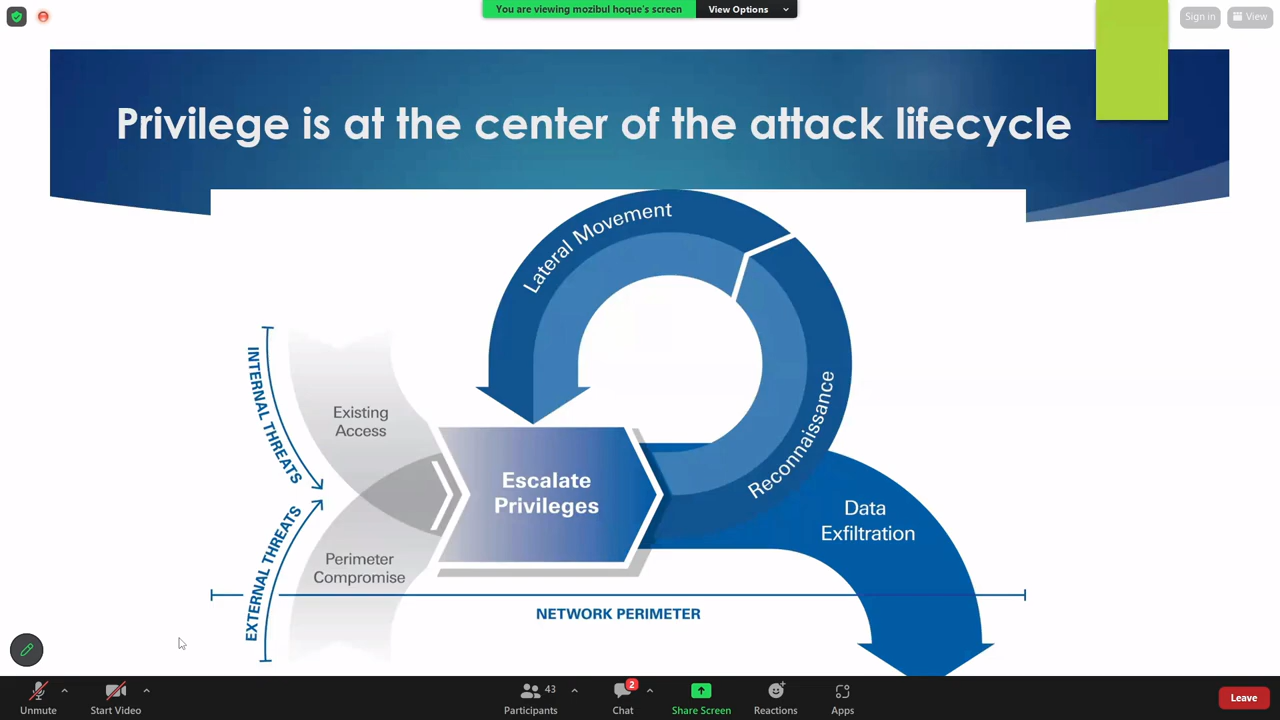 You are viewing mozibul hoque's screen
View Options
Sign in
View
Privilege is at the center of the attack lifecycle
Lateral Movement
Reconnaissance
INTERNAL THREATS
Existing
Access
Escalate
Privileges
Data
Exfiltration
EXTERNAL THREATS
Perimeter
Compromise
NETWORK PERIMETER
Unmute
Start Video
43
Participants
2
Chat
Share Screen
Reactions
Apps
Leave